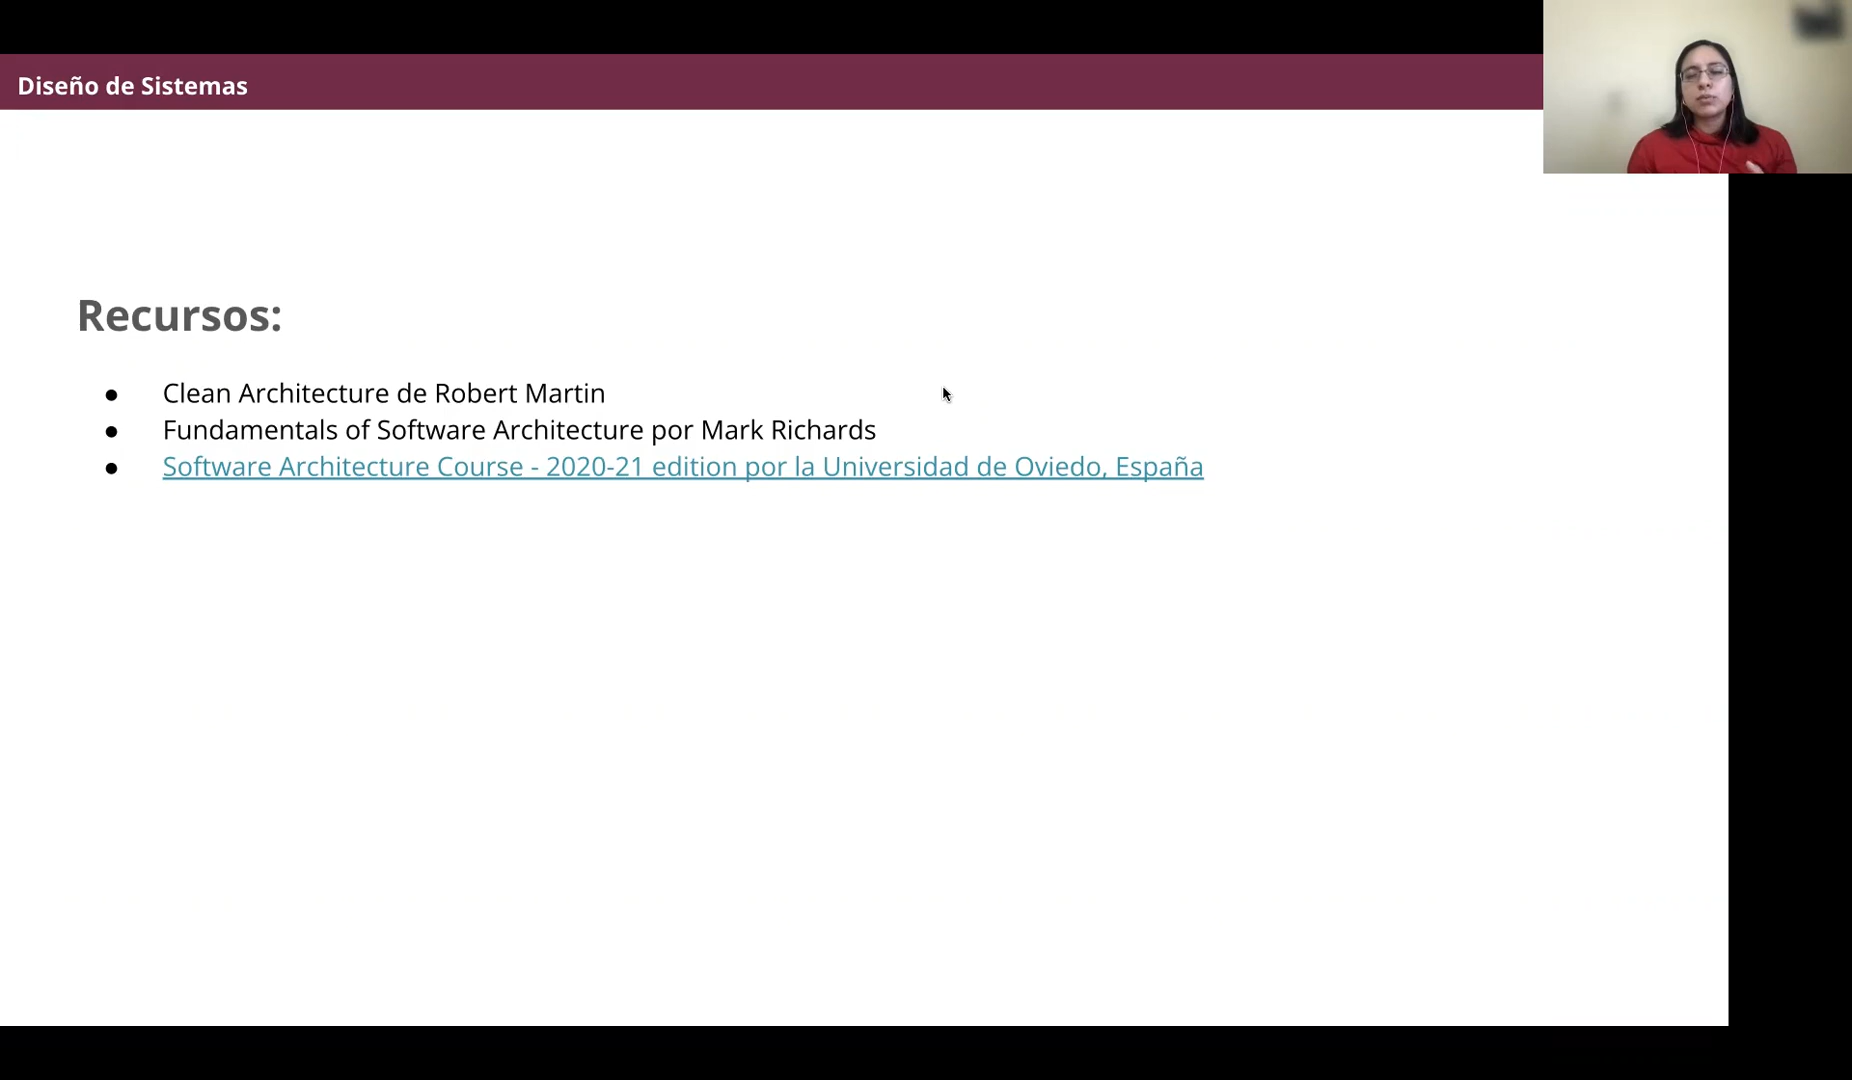 Diseño de Sistemas
Recursos:
● Clean Architecture de Robert Martin
● Fundamentals of Software Architecture por Mark Richards
● Software Architecture Course - 2020-21 edition por la Universidad de Oviedo, España